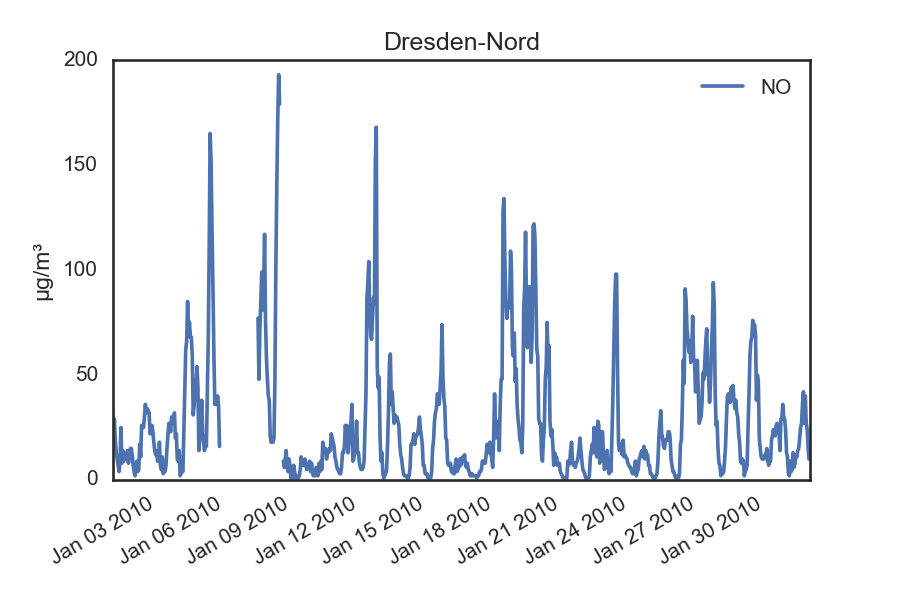 Dresden-Nord
NO
µg/m³
200
150
100
50
0
Jan 03 2010
Jan 06 2010
Jan 09 2010
Jan 12 2010
Jan 15 2010
Jan 18 2010
Jan 21 2010
Jan 24 2010
Jan 27 2010
Jan 30 2010